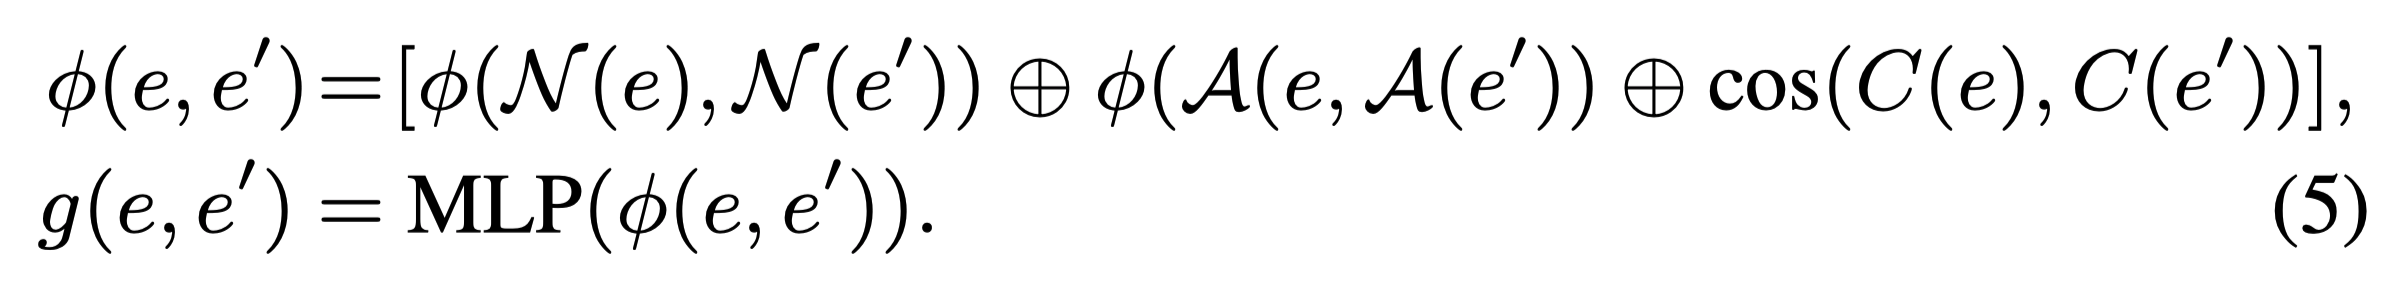 ϕ(e, e′)=[ϕ(𝒩(e),𝒩(e′)) ⊕ ϕ(𝒜(e,𝒜(e′)) ⊕ cos(C(e), C(e′))],
g(e, e′) = MLP(ϕ(e, e′)). (5)